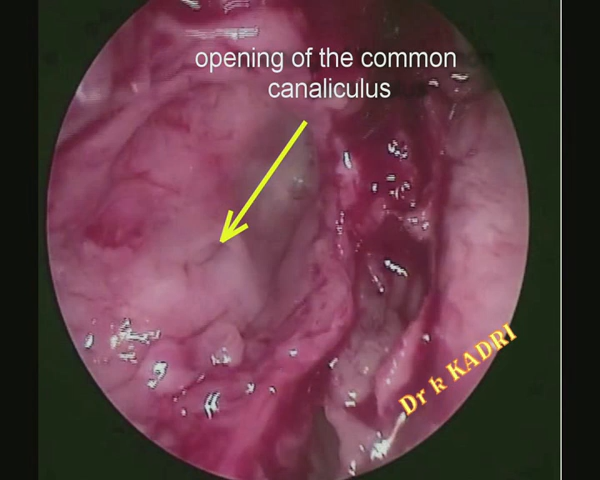 opening of the common
canaliculus
Dr k KADRI